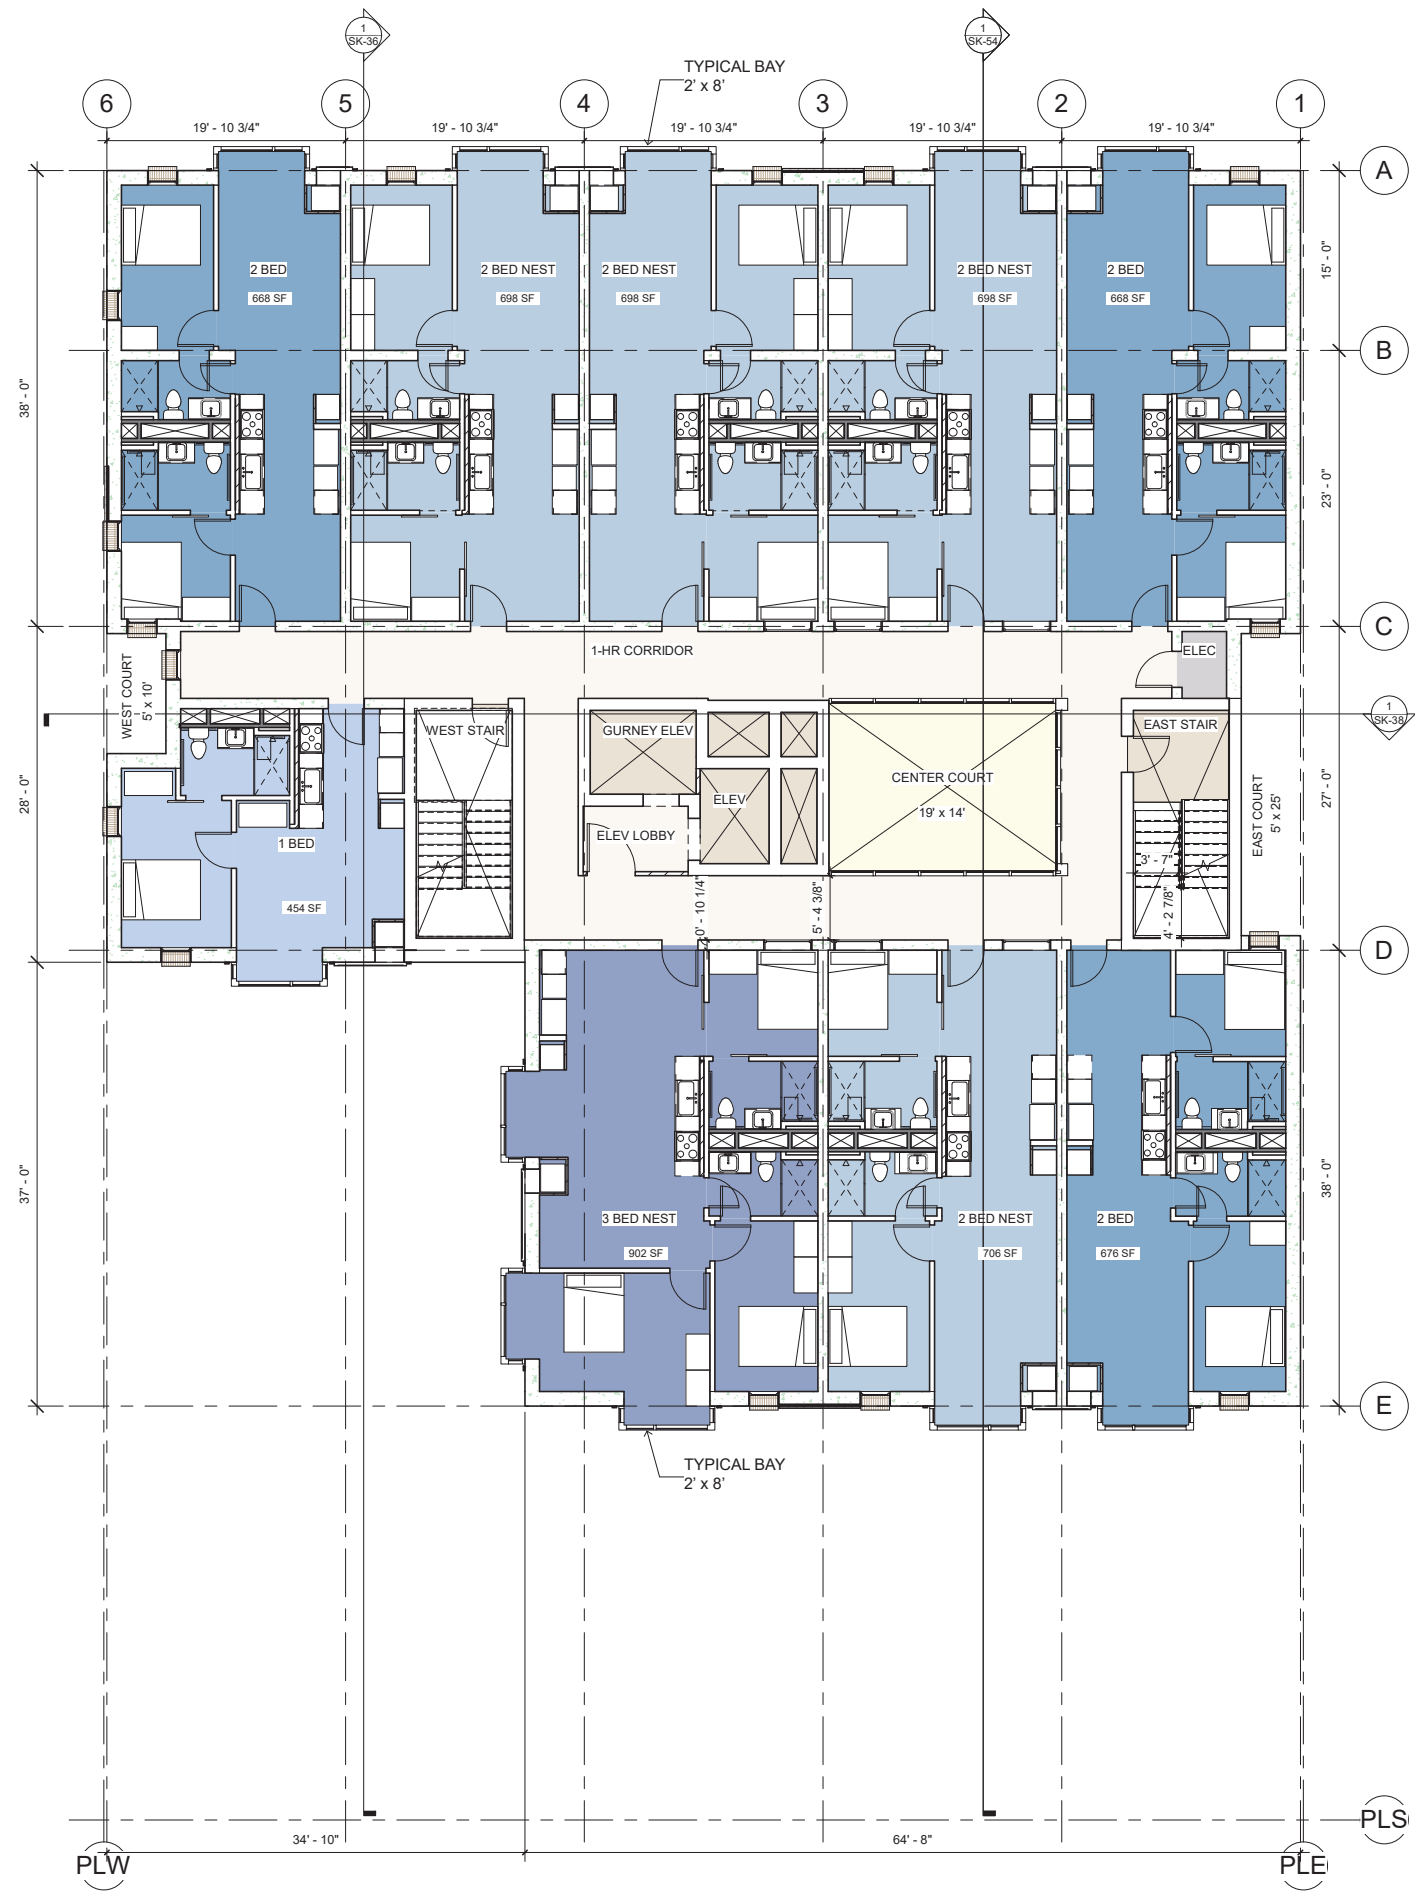 1
SK-36
1
SK-54
TYPICAL BAY
2' x 8'
6
5
4
3
2
1
19' - 10 3/4"
19' - 10 3/4"
19' - 10 3/4"
19' - 10 3/4"
19' - 10 3/4"
A
38' - 0"
15' - 0"
2 BED
668 SF
2 BED NEST
698 SF
2 BED NEST
698 SF
2 BED NEST
698 SF
2 BED
668 SF
B
23' - 0"
C
1-HR CORRIDOR
ELEC
WEST COURT
5' x 10'
1
SK-38
WEST STAIR
GURNEY ELEV
EAST STAIR
CENTER COURT
19' x 14'
ELEV
ELEV LOBBY
28' - 0"
27' - 0"
EAST COURT
5' x 25'
1 BED
454 SF
3' - 7"
0' - 10 1/4"
5' - 4 3/8"
4' - 2 7/8"
D
37' - 0"
38' - 0"
3 BED NEST
902 SF
2 BED NEST
706 SF
2 BED
676 SF
E
TYPICAL BAY
2' x 8'
PLS
34' - 10"
64' - 8"
PLW
PLE